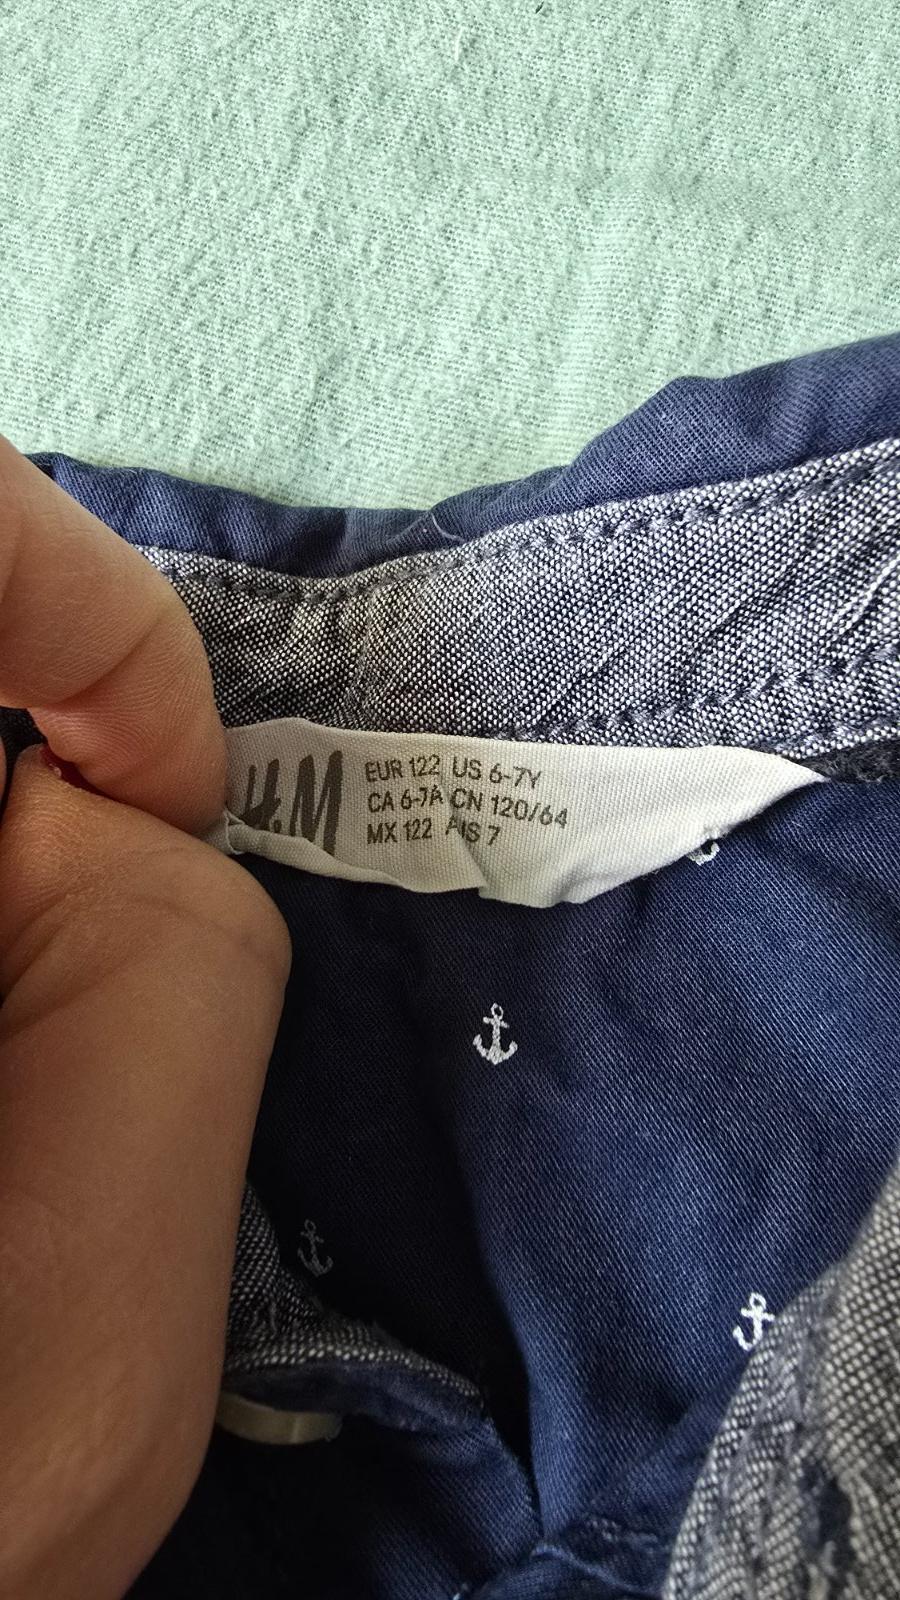 H&M
EUR 122 US 6-7Y
CA 6-7A CN 120/64
MX 122 AUS 7